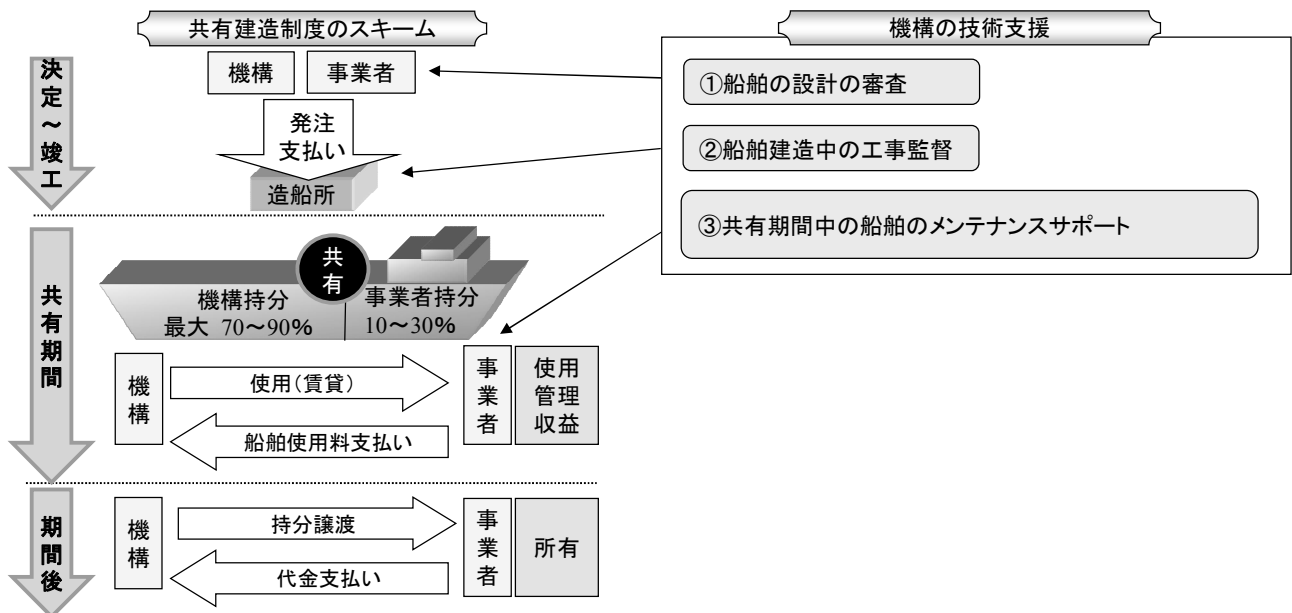 共有建造制度のスキーム
機構
事業者
決定~竣工
発注
支払い
造船所
機構の技術支援
①船舶の設計の審査
②船舶建造中の工事監督
③共有期間中の船舶のメンテナンスサポート
共有期間
共有
機構持分
最大 70~90%
事業者持分
10~30%
機構
使用(賃貸)
船舶使用料支払い
事業者
使用
管理
収益
期間後
機構
持分譲渡
代金支払い
事業者
所有